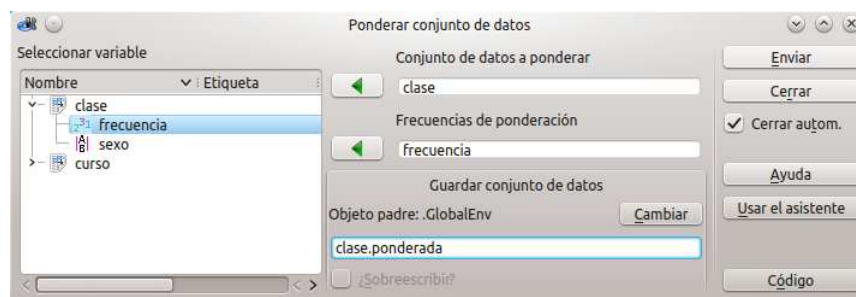 Ponderar conjunto de datos
Seleccionar variable
Nombre Etiqueta
clase
frecuencia
sexo
curso
Conjunto de datos a ponderar
clase
Frecuencias de ponderación
frecuencia
Guardar conjunto de datos
Objeto padre: .GlobalEnv Cambiar
clase.ponderada
¿Sobreescribir?
Enviar
Cerrar
Cerrar autom.
Ayuda
Usar el asistente
Código